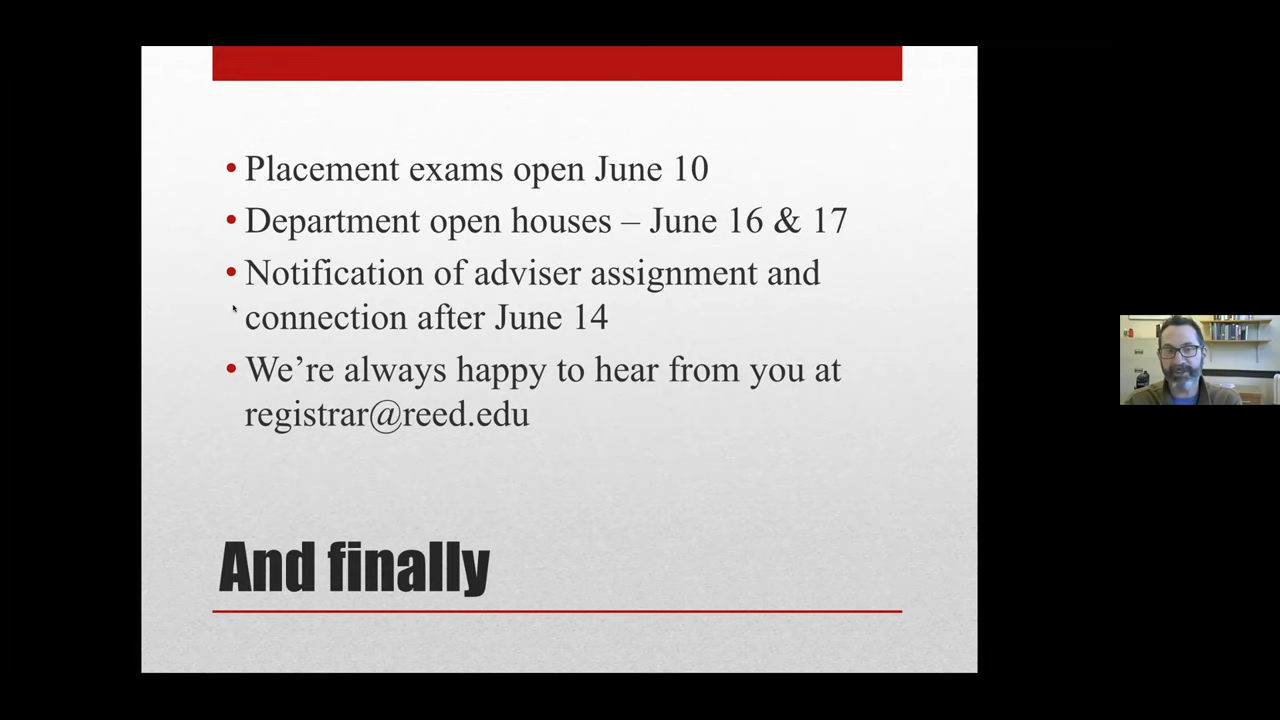 • Placement exams open June 10
• Department open houses – June 16 & 17
• Notification of adviser assignment and
connection after June 14
• We’re always happy to hear from you at
registrar@reed.edu
And finally